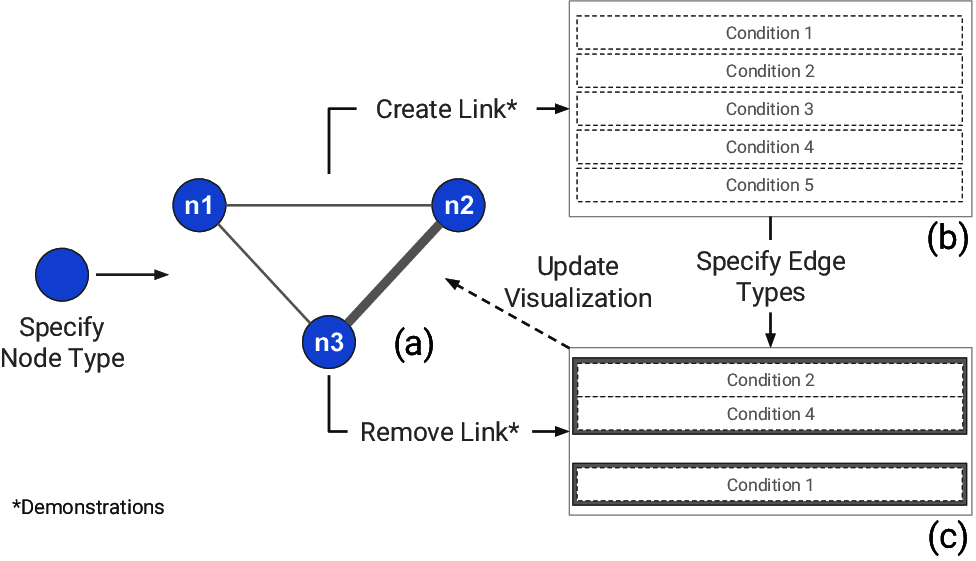 Condition 1
Condition 2
Create Link*
Condition 3
Condition 4
Condition 5
n1
n2
(b)
Update
Visualization
Specify Edge
Types
Specify
Node Type
n3
(a)
Condition 2
Condition 4
Remove Link*
Condition 1
*Demonstrations
(c)